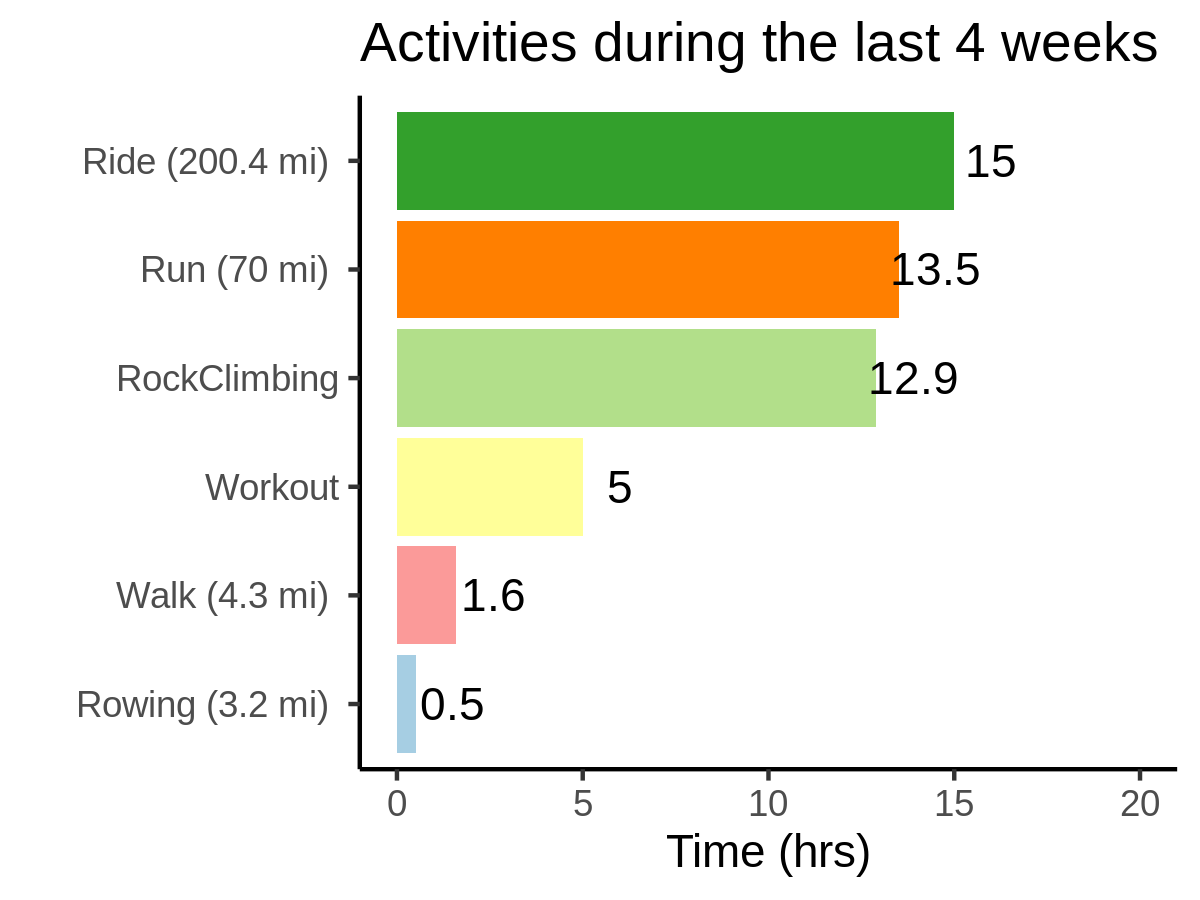 Activities during the last 4 weeks
Ride (200.4 mi) 15
Run (70 mi) 13.5
RockClimbing 12.9
Workout 5
Walk (4.3 mi) 1.6
Rowing (3.2 mi) 0.5
0 5 10 15 20
Time (hrs)